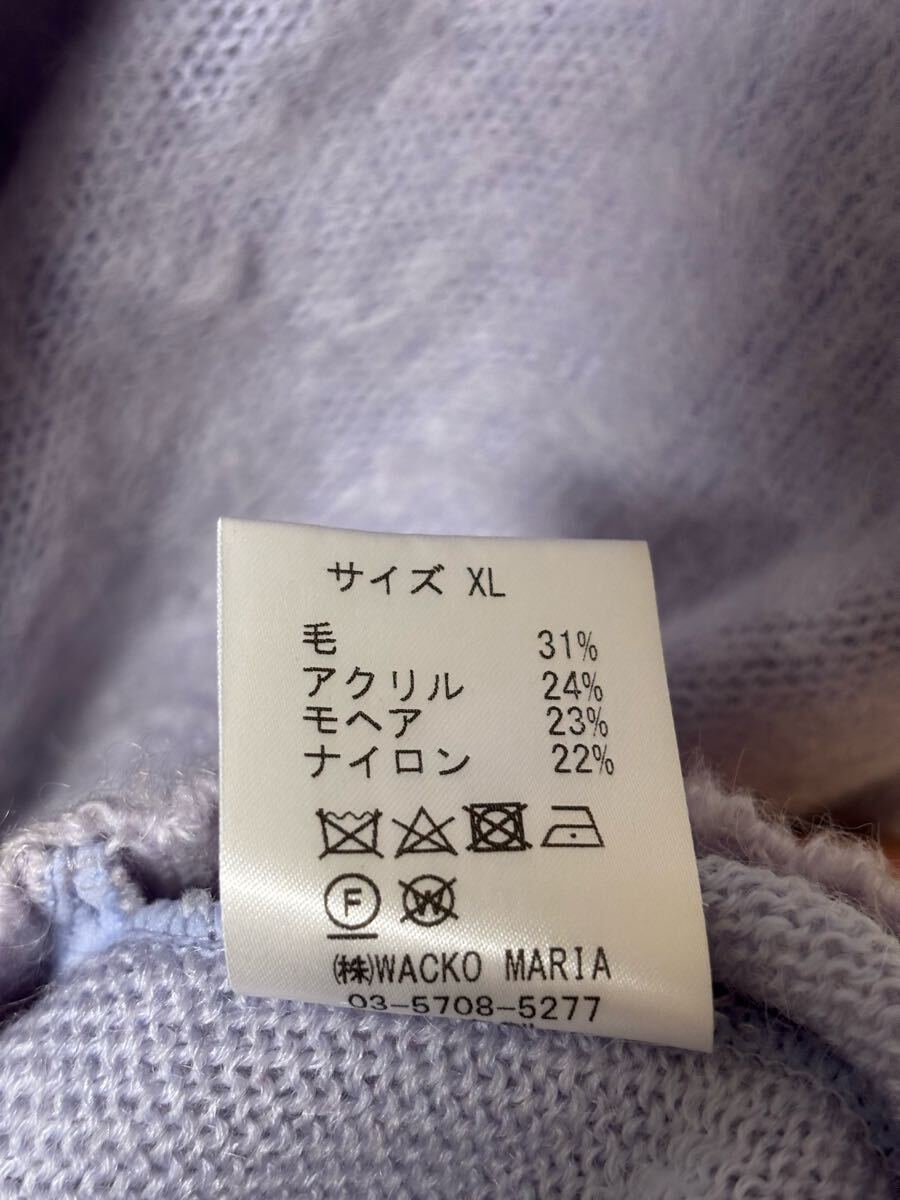 サイズ XL
毛 31%
アクリル 24%
モヘア 23%
ナイロン 22%
F W
㈱WACKO MARIA
03-5708-5277